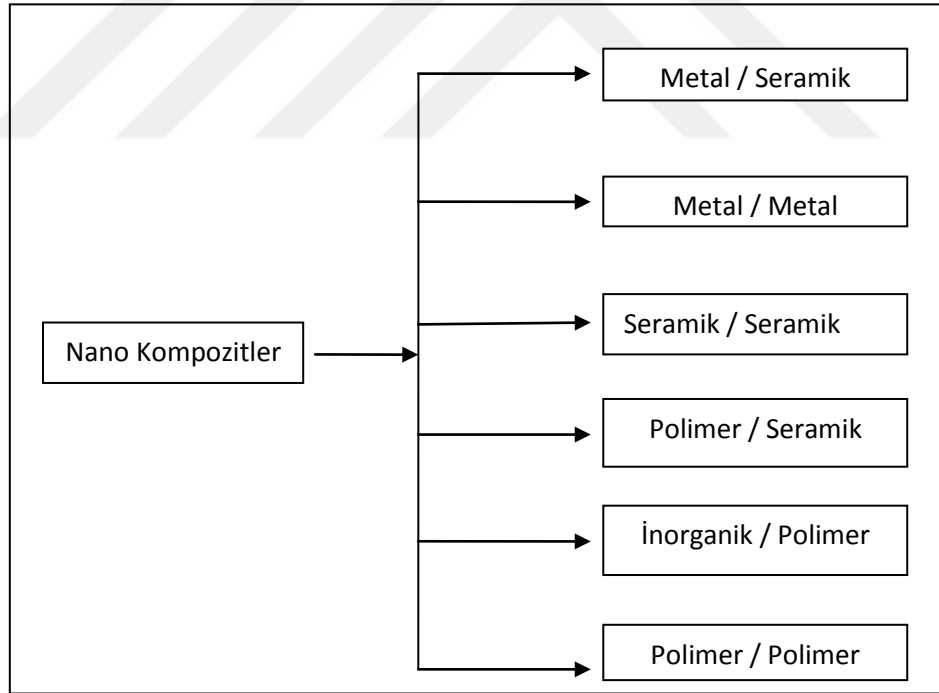 Metal / Seramik
Metal / Metal
Seramik / Seramik
Nano Kompozitler
Polimer / Seramik
İnorganik / Polimer
Polimer / Polimer